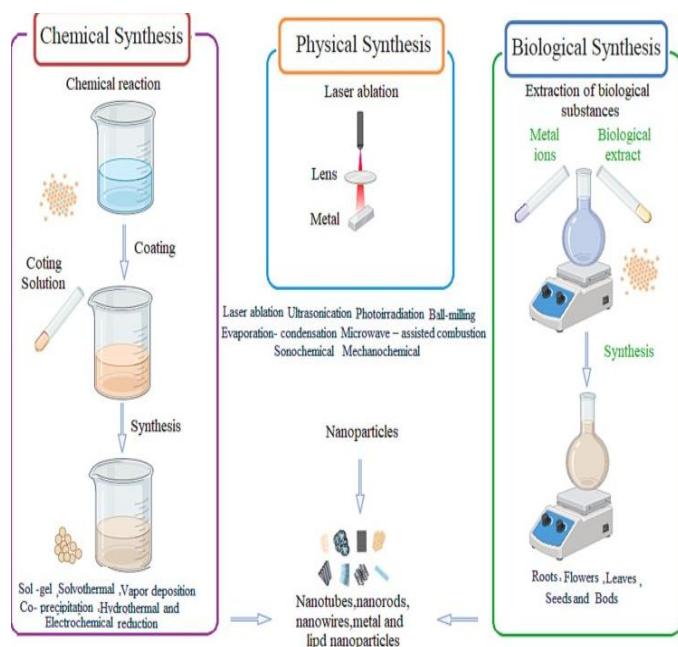 Chemical Synthesis
Chemical reaction
Coating
Coting
Solution
Synthesis
Sol -gel ,Solvothermal ,Vapor deposition
Co- precipitation ,Hydrothermal and
Electrochemical reduction
Physical Synthesis
Laser ablation
Lens
Metal
Laser ablation Ultrasonication Photoirradiation Ball-milling
Evaporation- condensation Microwave – assisted combustion
Sonochemical Mechanochemical
Nanoparticles
Nanotubes,nanorods,
nanowires,metal and
lipd nanoparticles
Biological Synthesis
Extraction of biological
substances
Metal
ions
Biological
extract
Synthesis
Roots , Flowers ,Leaves ,
Seeds and Bods